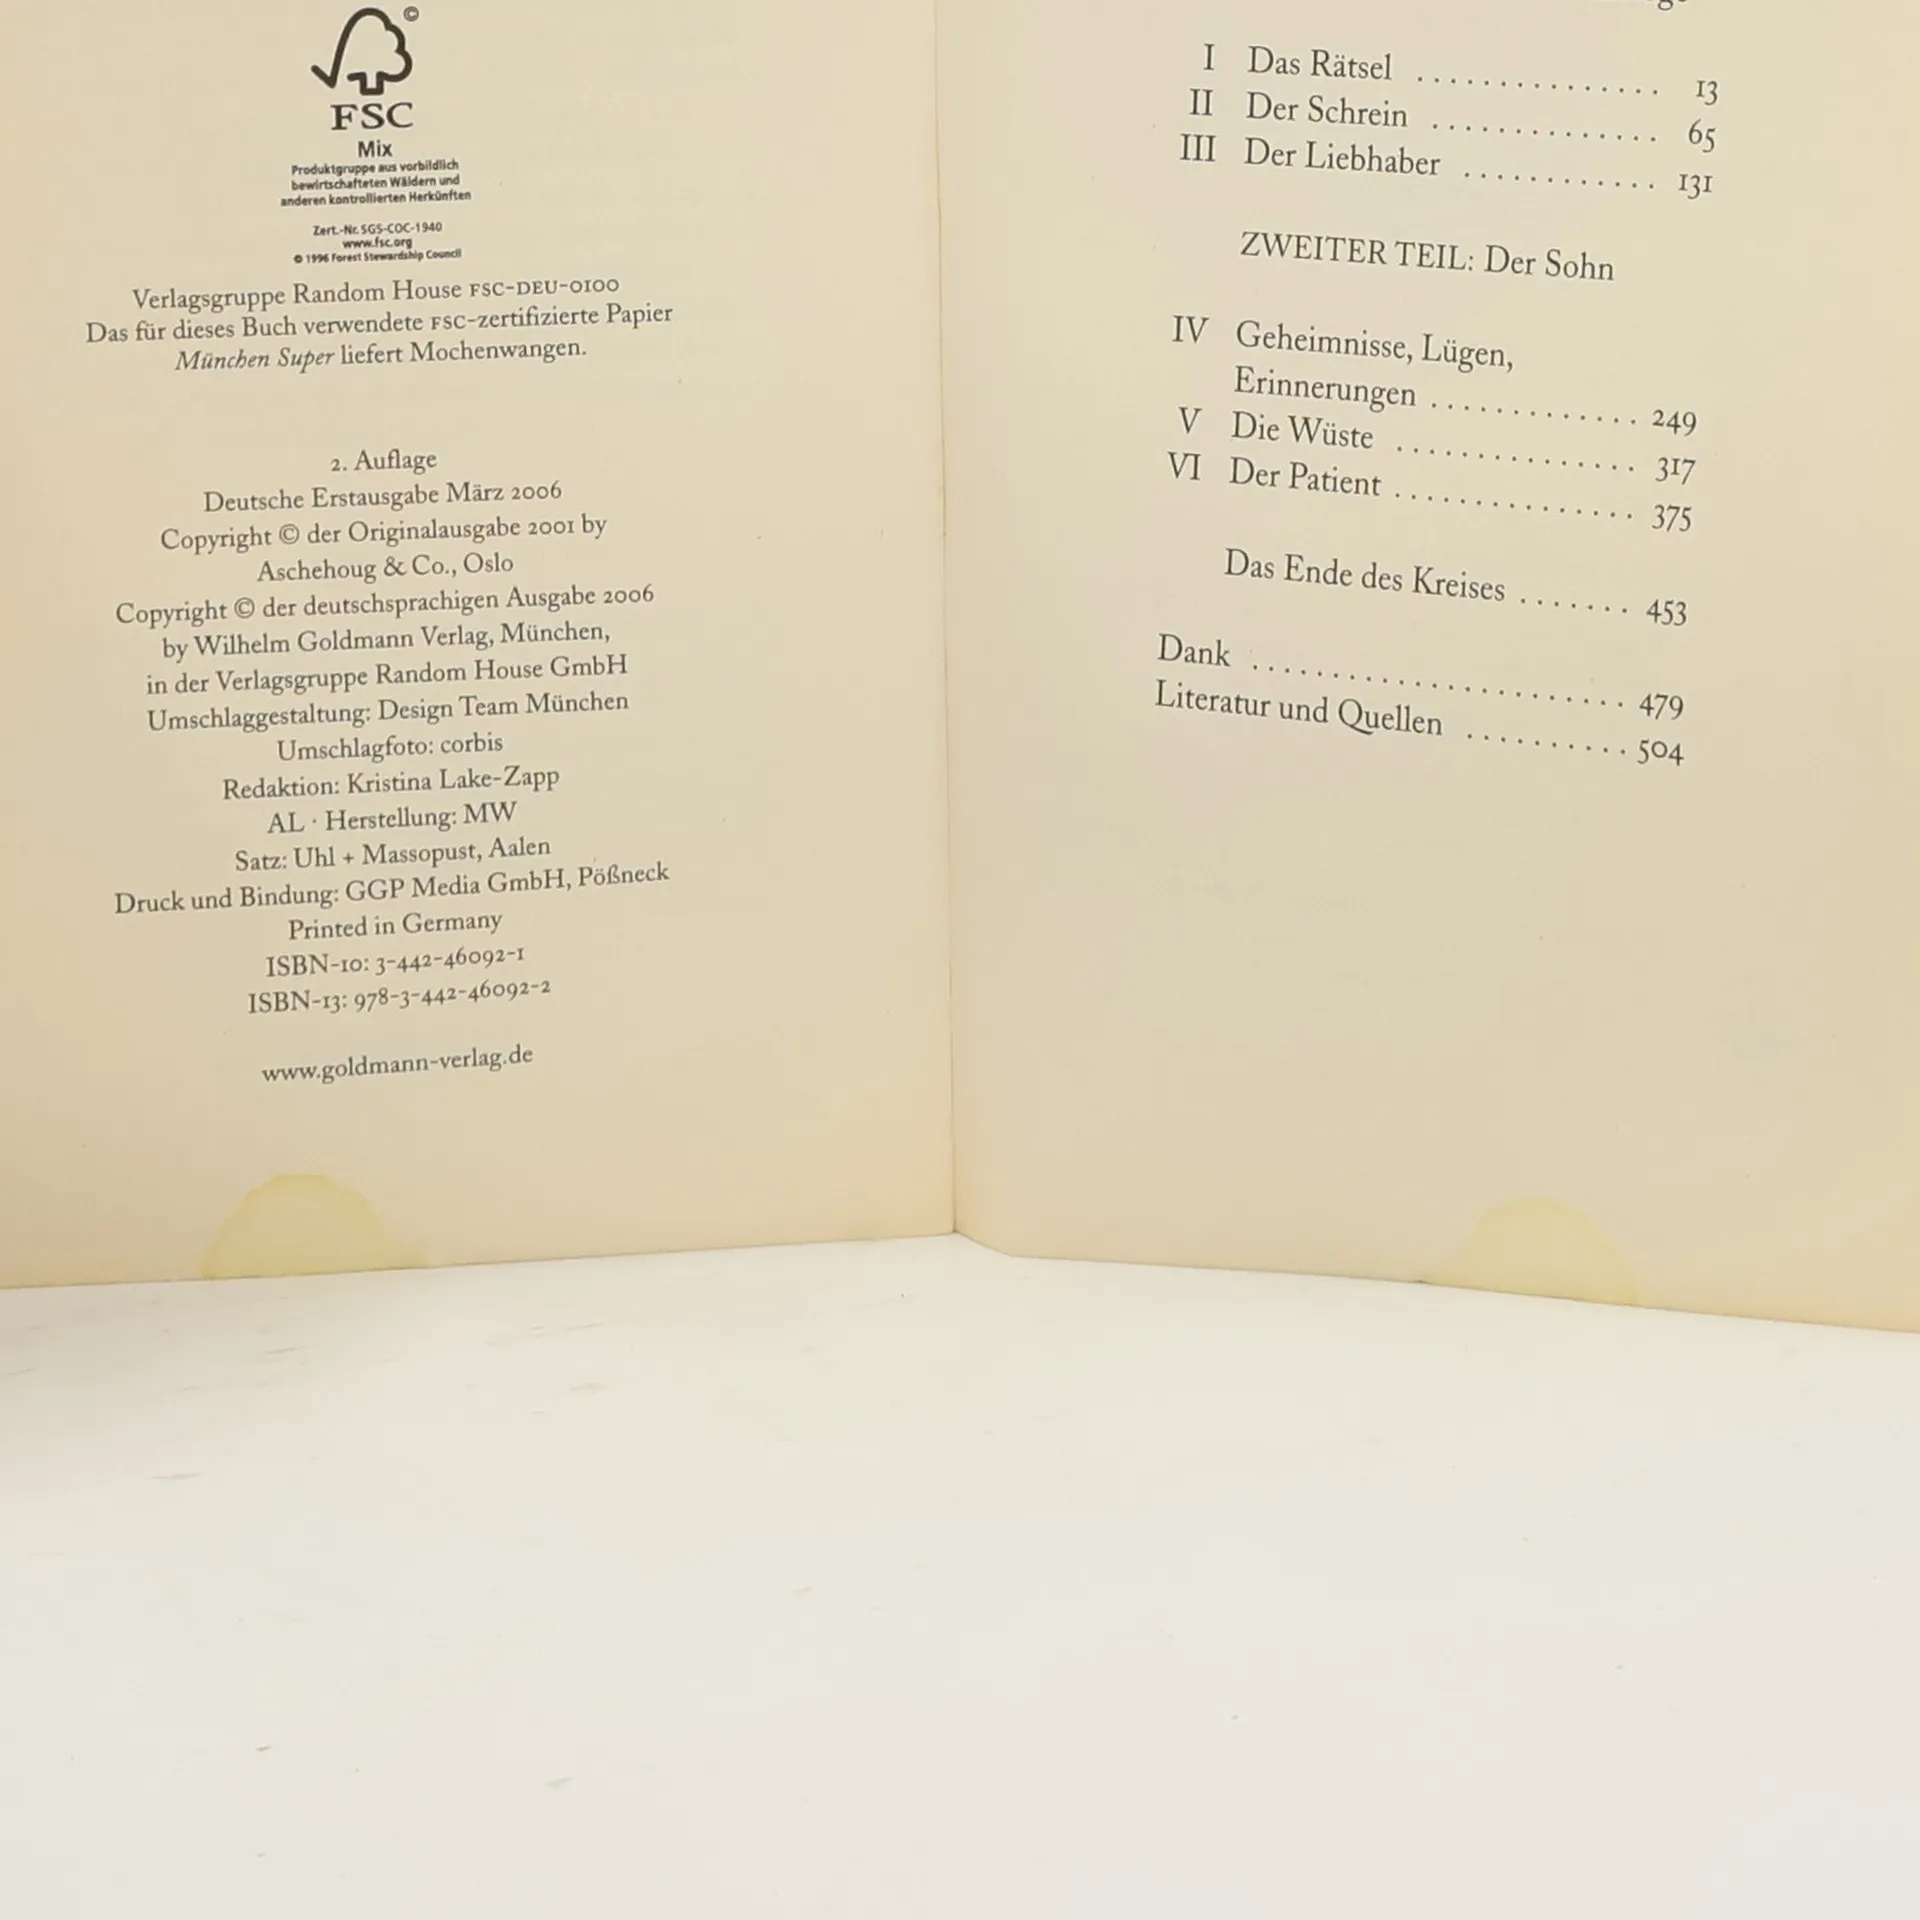 ©
FSC
Mix
Produktgruppe aus vorbildlich
bewirtschafteten Wäldern und
anderen kontrollierten Herkünften
Zert.-Nr. SGS-COC-1940
www.fsc.org
© 1996 Forest Stewardship Council
Verlagsgruppe Random House FSC-DEU-0100
Das für dieses Buch verwendete FSC-zertifizierte Papier
München Super liefert Mochenwangen.
2. Auflage
Deutsche Erstausgabe März 2006
Copyright © der Originalausgabe 2001 by
Aschehoug & Co., Oslo
Copyright © der deutschsprachigen Ausgabe 2006
by Wilhelm Goldmann Verlag, München,
in der Verlagsgruppe Random House GmbH
Umschlaggestaltung: Design Team München
Umschlagfoto: corbis
Redaktion: Kristina Lake-Zapp
AL · Herstellung: MW
Satz: Uhl + Massopust, Aalen
Druck und Bindung: GGP Media GmbH, Pößneck
Printed in Germany
ISBN-10: 3-442-46092-1
ISBN-13: 978-3-442-46092-2
www.goldmann-verlag.de
I Das Rätsel ............... 13
II Der Schrein .............. 65
III Der Liebhaber ............ 131
ZWEITER TEIL: Der Sohn
IV Geheimnisse, Lügen,
Erinnerungen ............. 249
V Die Wüste ............... 317
VI Der Patient ............... 375
Das Ende des Kreises ....... 453
Dank ........................ 479
Literatur und Quellen .......... 504